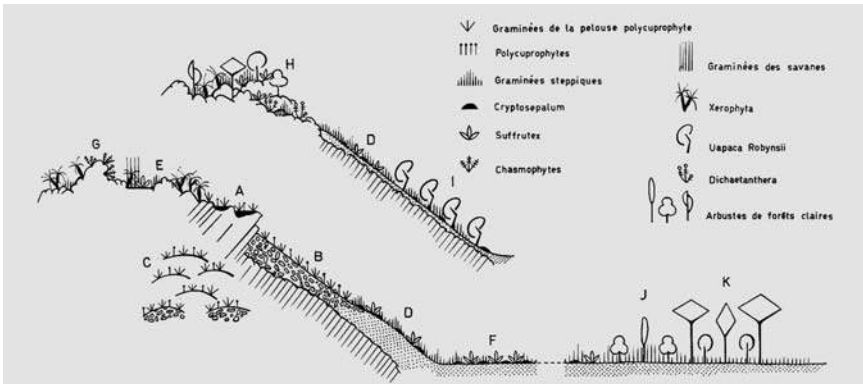 Graminées de la pelouse polycuprophyte
Polycuprophytes
Graminées steppiques
Cryptosepalum
Suffrutex
Chasmophytes
Graminées des savanes
Xerophyta
Uapaca Robynsii
Dichaetanthera
Arbustes de forêts claires
H
D
I
G
E
A
B
C
D
F
J
K